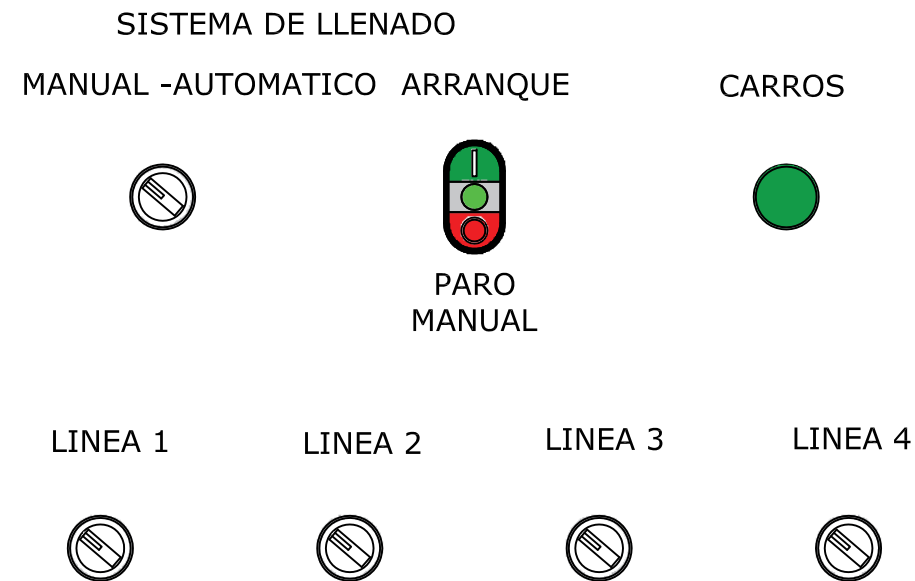 SISTEMA DE LLENADO
MANUAL -AUTOMATICO ARRANQUE CARROS
PARO
MANUAL
LINEA 1 LINEA 2 LINEA 3 LINEA 4